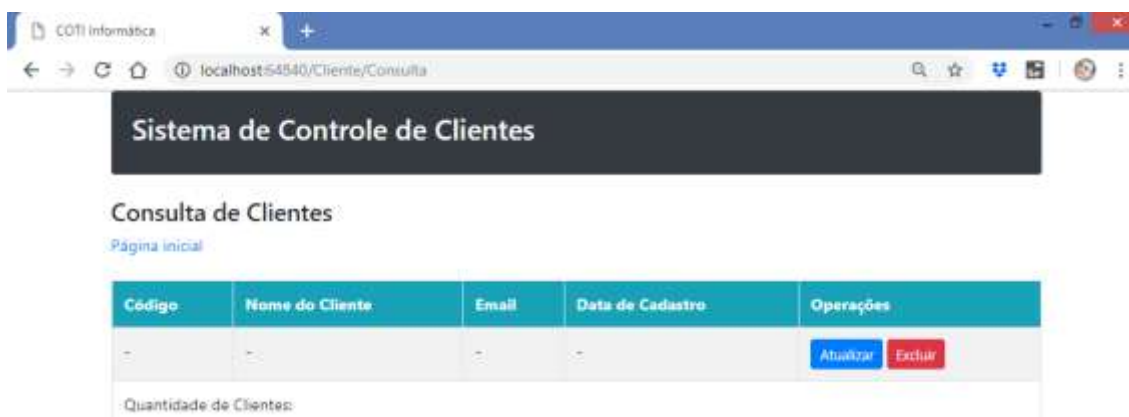 COTI Informática
localhost:54840/Cliente/Consulta
Sistema de Controle de Clientes
Consulta de Clientes
Página inicial
Código Nome do Cliente Email Data de Cadastro Operações
- - - - Atualizar Excluir
Quantidade de Clientes: